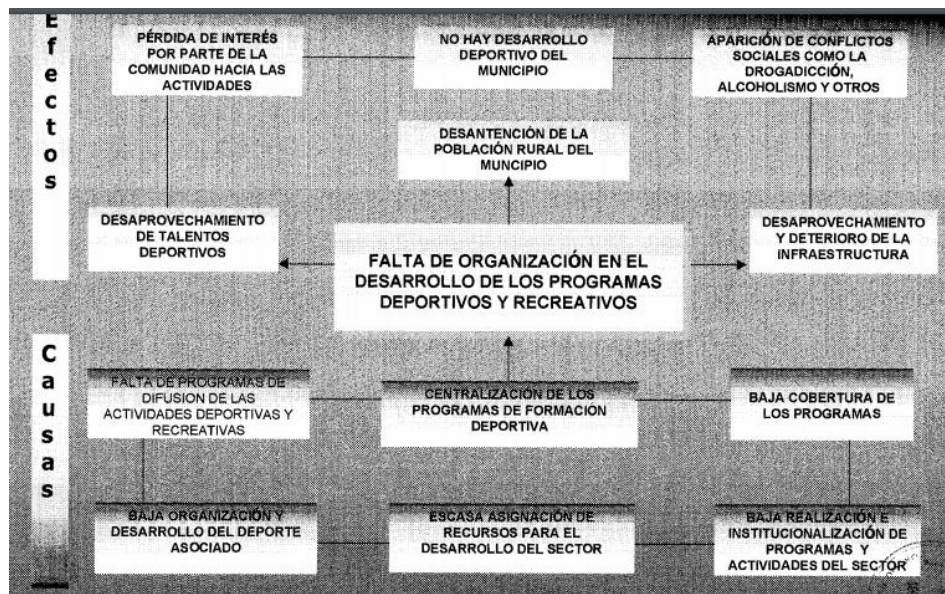 Efectos
PÉRDIDA DE INTERÉS
POR PARTE DE LA
COMUNIDAD HACIA LAS
ACTIVIDADES
NO HAY DESARROLLO
DEPORTIVO DEL
MUNICIPIO
APARICIÓN DE CONFLICTOS
SOCIALES COMO LA
DROGADICCIÓN,
ALCOHOLISMO Y OTROS
DESANTENCIÓN DE LA
POBLACIÓN RURAL DEL
MUNCIPIO
DESAPROVECHAMIENTO
DE TALENTOS
DEPORTIVOS
FALTA DE ORGANIZACIÓN EN EL
DESARROLLO DE LOS PROGRAMAS
DEPORTIVOS Y RECREATIVOS
DESAPROVECHAMIENTO
Y DETERIORO DE LA
INFRAESTRUCTURA
Causas
FALTA DE PROGRAMAS DE
DIFUSION DE LAS
ACTIVIDADES DEPORTIVAS Y
RECREATIVAS
CENTRALIZACIÓN DE LOS
PROGRAMAS DE FORMACIÓN
DEPORTIVA
BAJA COBERTURA DE
LOS PROGRAMAS
BAJA ORGANIZACIÓN Y
DESARROLLO DEL DEPORTE
ASOCIADO
ESCASA ASIGNACIÓN DE
RECURSOS PARA EL
DESARROLLO DEL SECTOR
BAJA REALIZACIÓN E
INSTITUCIONALIZACIÓN DE
PROGRAMAS Y
ACTIVIDADES DEL SECTOR